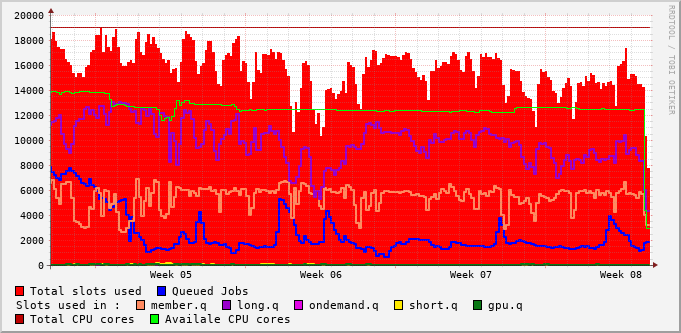 20000
18000
16000
14000
12000
10000
8000
6000
4000
2000
0
Week 05 Week 06 Week 07 Week 08
RRDTOOL / TOBI OETIKER
Total slots used Queued Jobs
Slots used in : member.q long.q ondemand.q short.q gpu.q
Total CPU cores Availale CPU cores